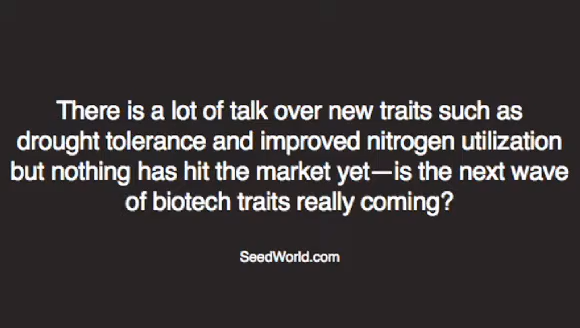 There is a lot of talk over new traits such as
drought tolerance and improved nitrogen utilization
but nothing has hit the market yet—is the next wave
of biotech traits really coming?
SeedWorld.com